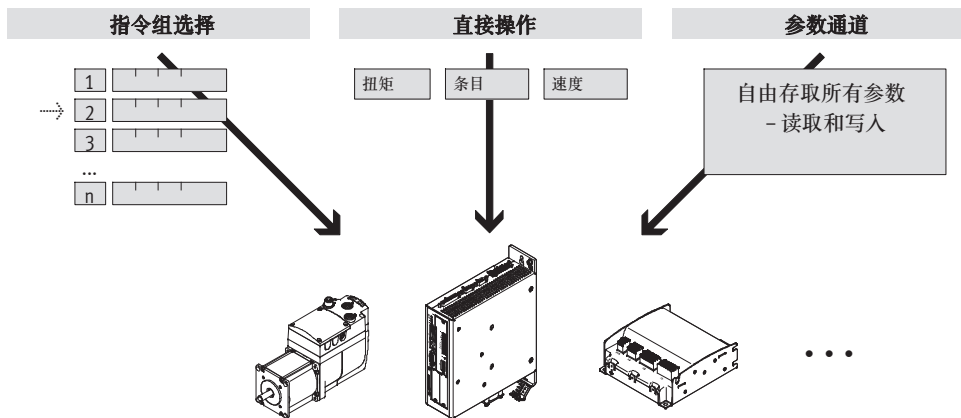 指令组选择
直接操作
参数通道
1
2
3
...
n
扭矩
条目
速度
自由存取所有参数
– 读取和写入